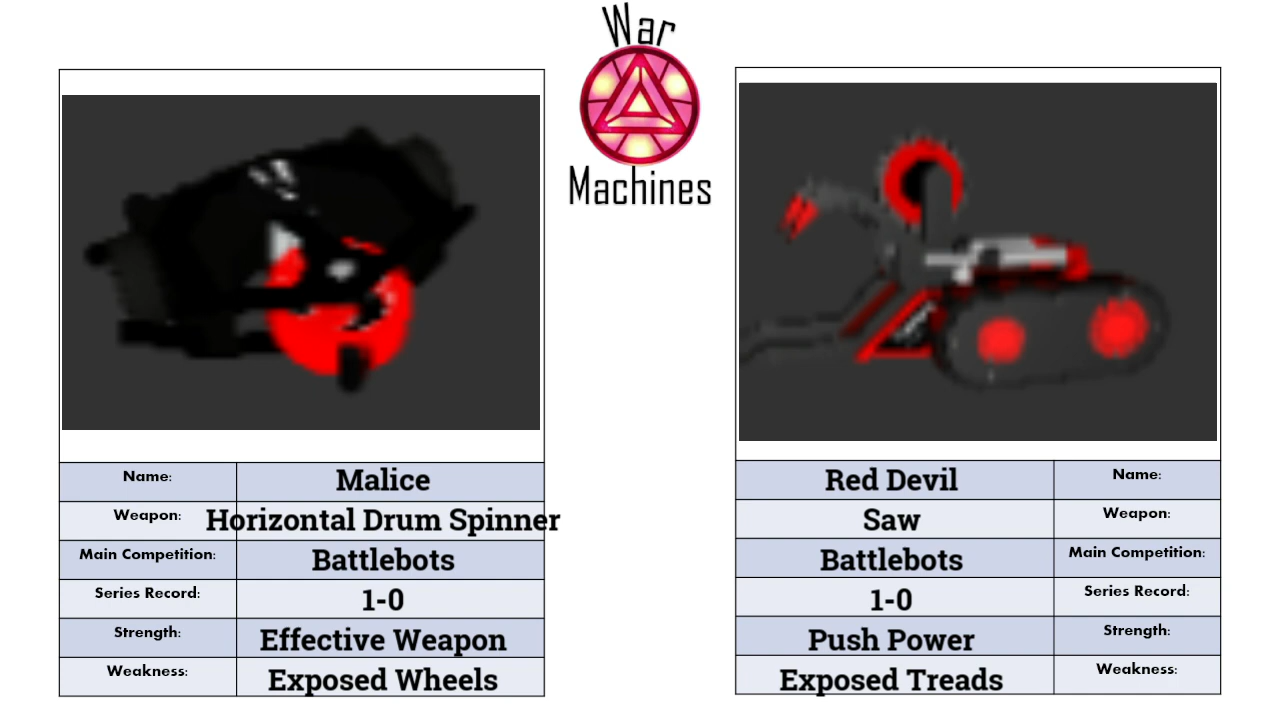 War
Machines
Name: Malice
Weapon: Horizontal Drum Spinner
Main Competition: Battlebots
Series Record: 1-0
Strength: Effective Weapon
Weakness: Exposed Wheels
Red Devil Name:
Saw Weapon:
Battlebots Main Competition:
1-0 Series Record:
Push Power Strength:
Exposed Treads Weakness: